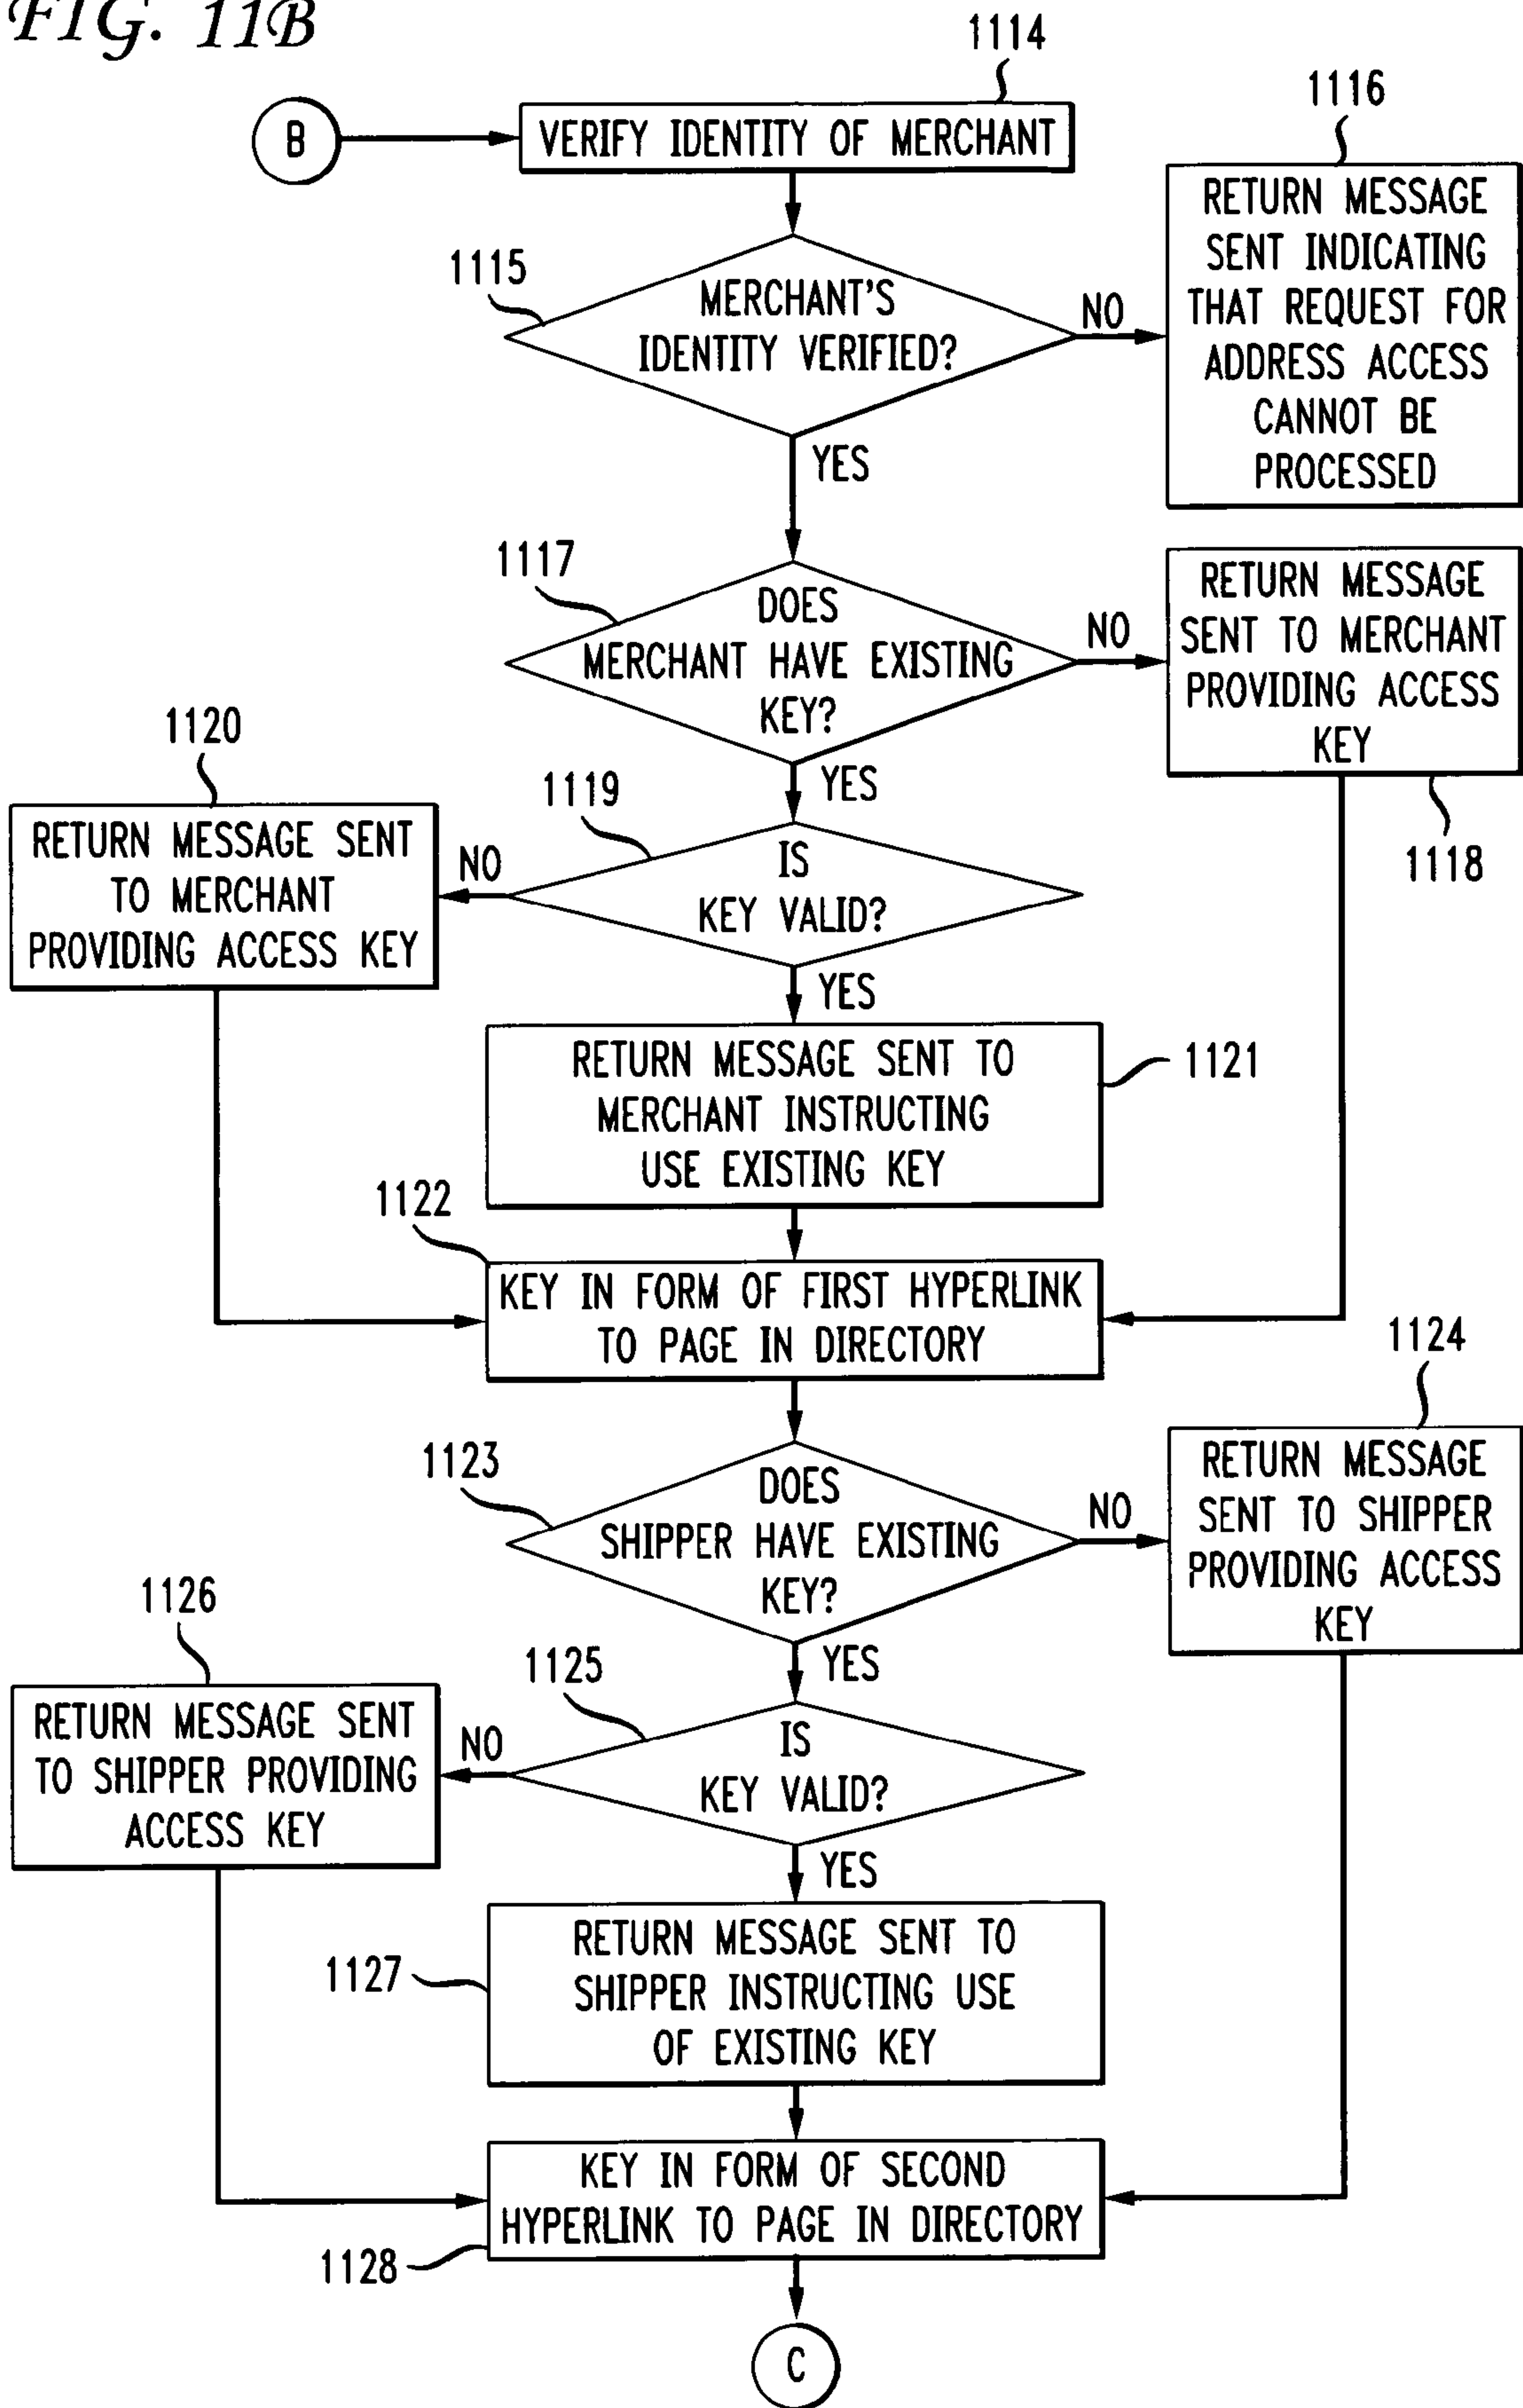 FIG. 11B
1114
B
VERIFY IDENTITY OF MERCHANT
1116
RETURN MESSAGE
SENT INDICATING
THAT REQUEST FOR
ADDRESS ACCESS
CANNOT BE
PROCESSED
1115
MERCHANT'S
IDENTITY VERIFIED?
NO
YES
1117
DOES
MERCHANT HAVE EXISTING
KEY?
NO
RETURN MESSAGE
SENT TO MERCHANT
PROVIDING ACCESS
KEY
1118
YES
1120
RETURN MESSAGE SENT
TO MERCHANT
PROVIDING ACCESS KEY
1119
NO
IS
KEY VALID?
YES
RETURN MESSAGE SENT TO
MERCHANT INSTRUCTING
USE EXISTING KEY
1121
1122
KEY IN FORM OF FIRST HYPERLINK
TO PAGE IN DIRECTORY
1124
1123
DOES
SHIPPER HAVE EXISTING
KEY?
NO
RETURN MESSAGE
SENT TO SHIPPER
PROVIDING ACCESS
KEY
YES
1126
RETURN MESSAGE SENT
TO SHIPPER PROVIDING
ACCESS KEY
1125
NO
IS
KEY VALID?
YES
1127
RETURN MESSAGE SENT TO
SHIPPER INSTRUCTING USE
OF EXISTING KEY
KEY IN FORM OF SECOND
HYPERLINK TO PAGE IN DIRECTORY
1128
C